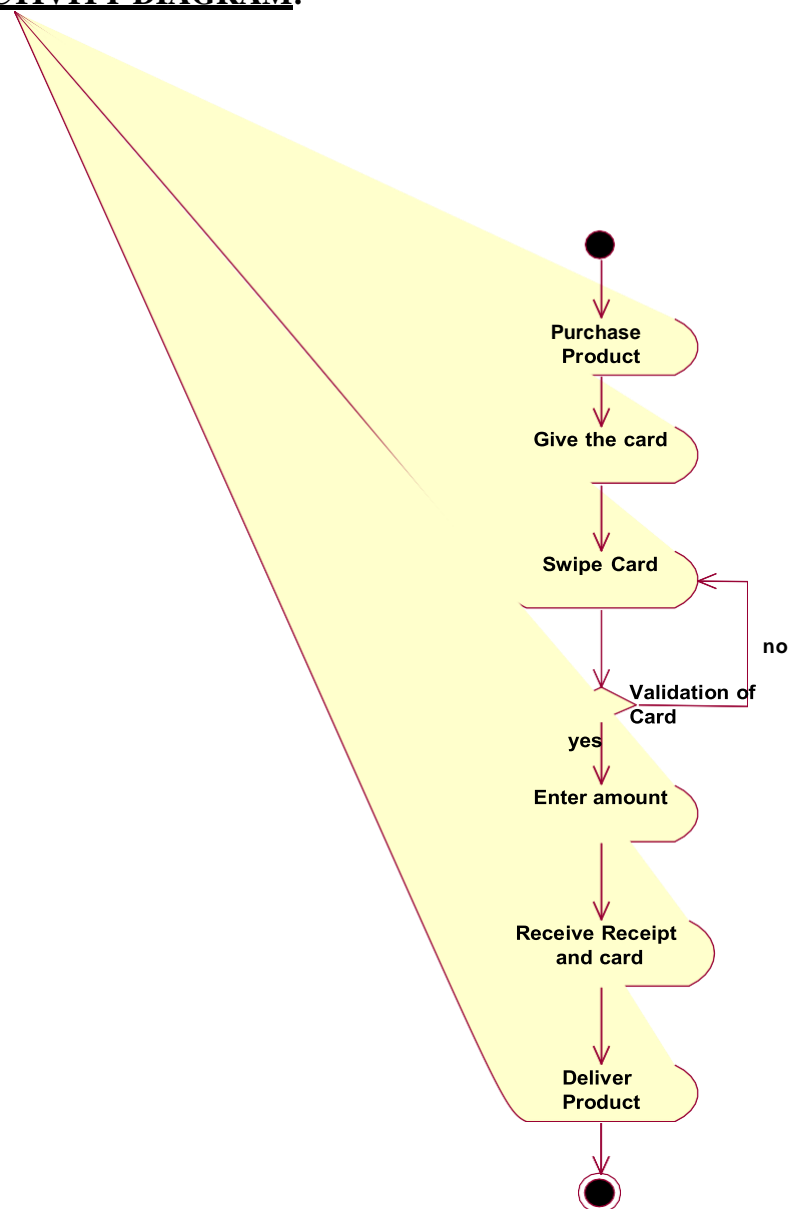 DIAGRAM:
Purchase
Product
Give the card
Swipe Card
no
Validation of
Card
yes
Enter amount
Receive Receipt
and card
Deliver
Product